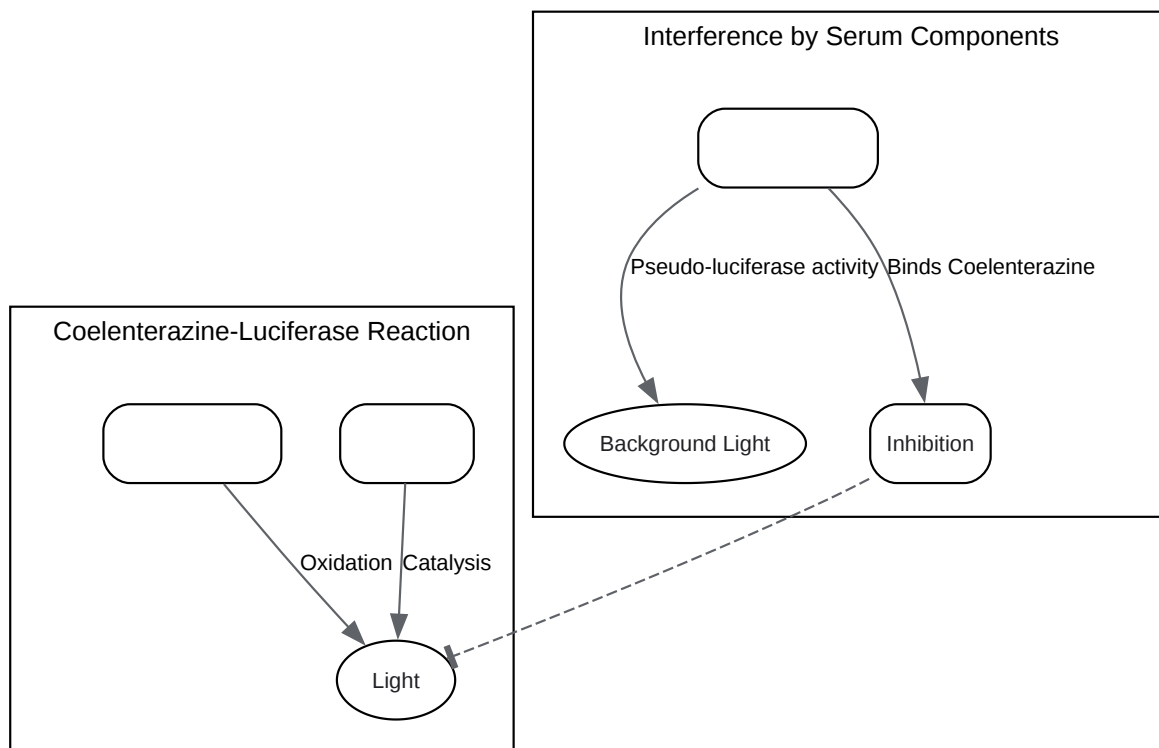 Interference by Serum Components
Pseudo-luciferase activity
Binds Coelenterazine
Coelenterazine-Luciferase Reaction
Background Light
Inhibition
Oxidation
Catalysis
Light